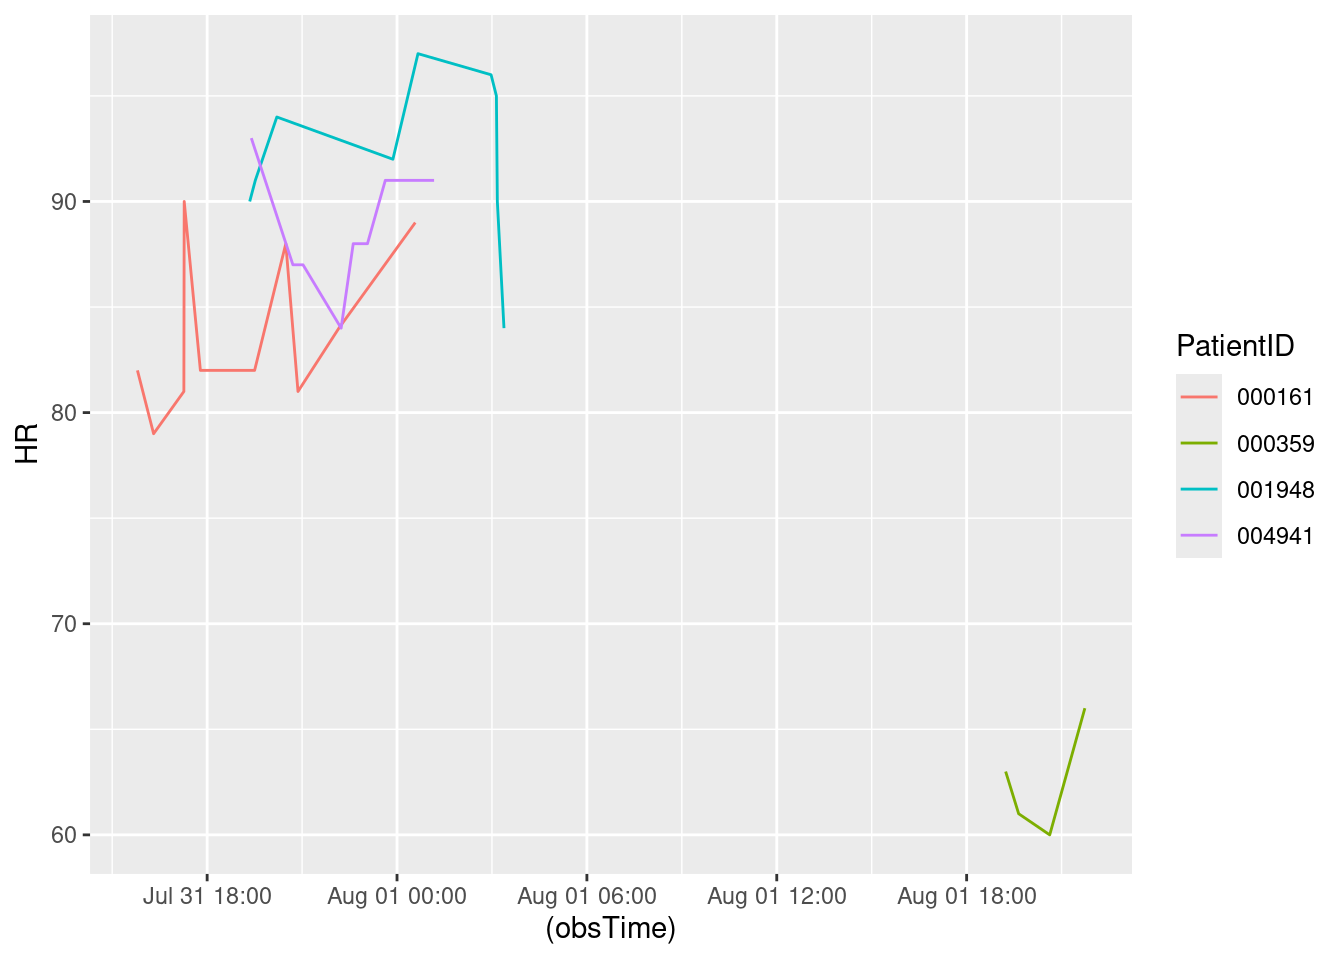 HR
90
80
70
60
Jul 31 18:00
Aug 01 00:00
Aug 01 06:00
Aug 01 12:00
Aug 01 18:00
(obsTime)
PatientID
000161
000359
001948
004941